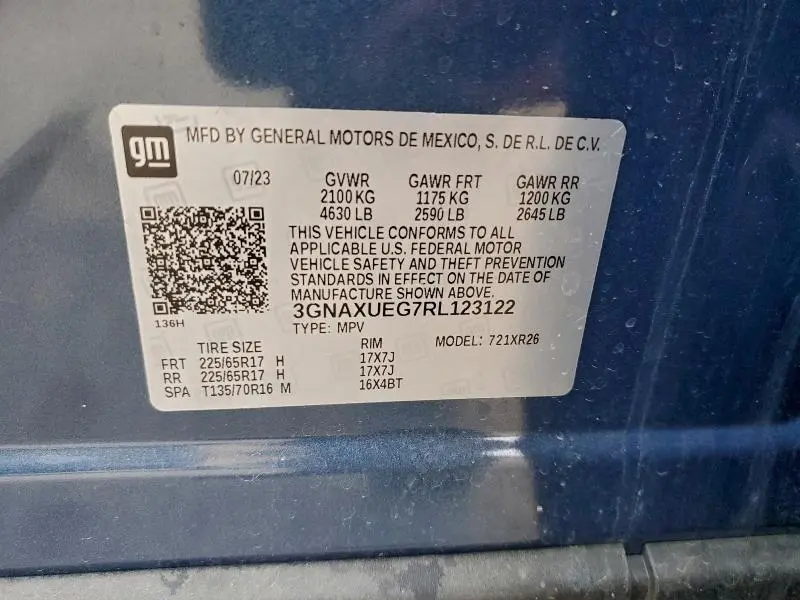 gm MFD BY GENERAL MOTORS DE MEXICO, S. DE R.L. DE C.V.
07/23 GVWR GAWR FRT GAWR RR
2100 KG 1175 KG 1200 KG
4630 LB 2590 LB 2645 LB
THIS VEHICLE CONFORMS TO ALL
APPLICABLE U.S. FEDERAL MOTOR
VEHICLE SAFETY AND THEFT PREVENTION
STANDARDS IN EFFECT ON THE DATE OF
MANUFACTURE SHOWN ABOVE.
3GNAXUEG7RL123122
136H
TYPE: MPV MODEL: 721XR26
TIRE SIZE RIM
FRT 225/65R17 H 17X7J
RR 225/65R17 H 17X7J
SPA T135/70R16 M 16X4BT